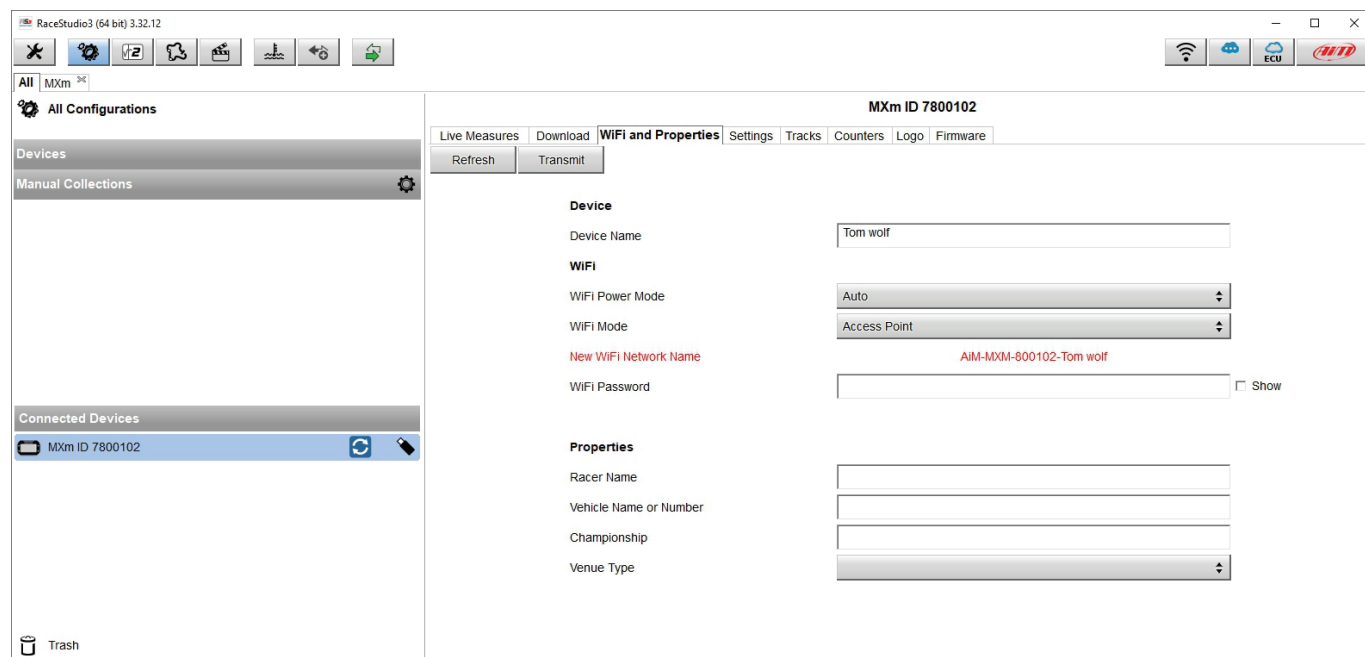 RaceStudio3 (64 bit) 3.32.12
ECU
AiM
All MXm
All Configurations
Devices
Manual Collections
Connected Devices
MXm ID 7800102
Trash
MXm ID 7800102
Live Measures Download WiFi and Properties Settings Tracks Counters Logo Firmware
Refresh Transmit
Device
Device Name Tom wolf
WiFi
WiFi Power Mode Auto
WiFi Mode Access Point
New WiFi Network Name AiM-MXM-800102-Tom wolf
WiFi Password Show
Properties
Racer Name
Vehicle Name or Number
Championship
Venue Type